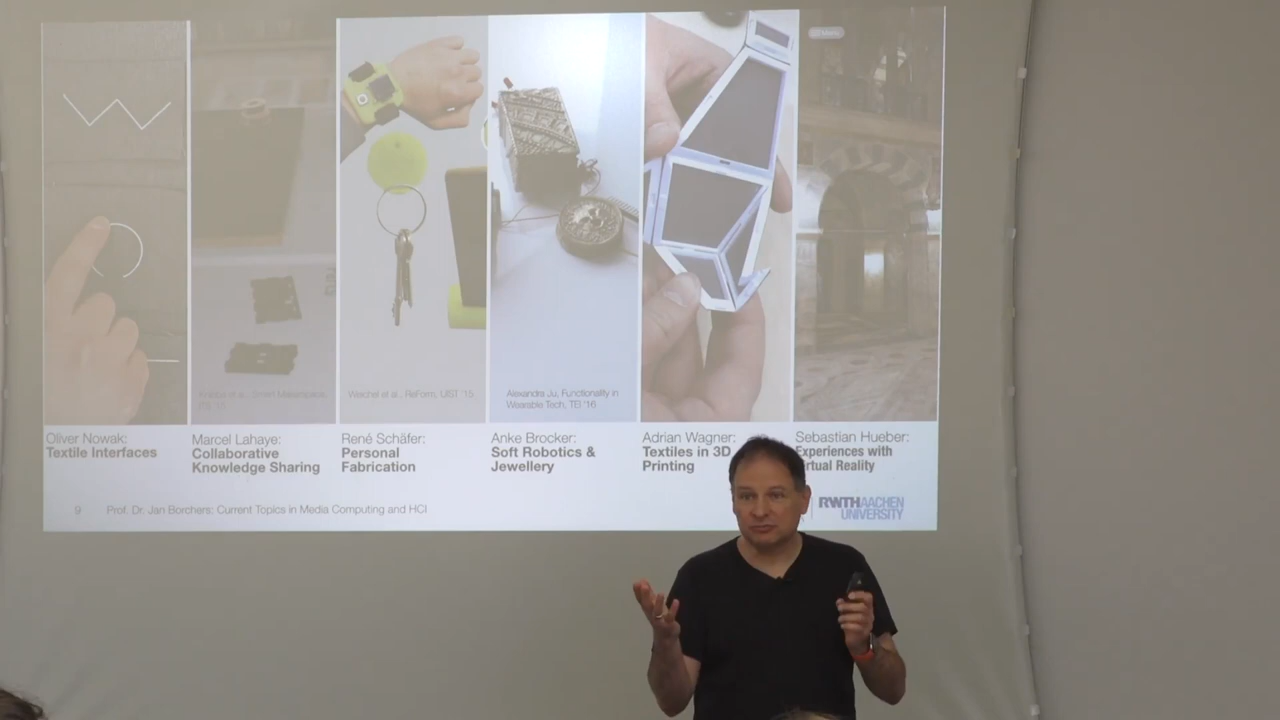 Weichel et al., ReForm, UIST '15
Alexandra Ju, Functionality in
Wearable Tech, TEI '16
Oliver Nowak:
Textile Interfaces
Marcel Lahaye:
Collaborative
Knowledge Sharing
René Schäfer:
Personal
Fabrication
Anke Brocker:
Soft Robotics &
Jewellery
Adrian Wagner:
Textiles in 3D
Printing
Sebastian Hueber:
Experiences with
Virtual Reality
9
Prof. Dr. Jan Borchers: Current Topics in Media Computing and HCI
RWTHAACHEN
UNIVERSITY